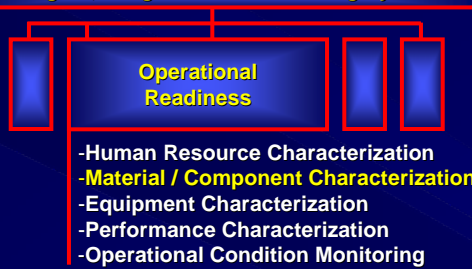 Operational
Readiness
-Human Resource Characterization
-Material / Component Characterization
-Equipment Characterization
-Performance Characterization
-Operational Condition Monitoring